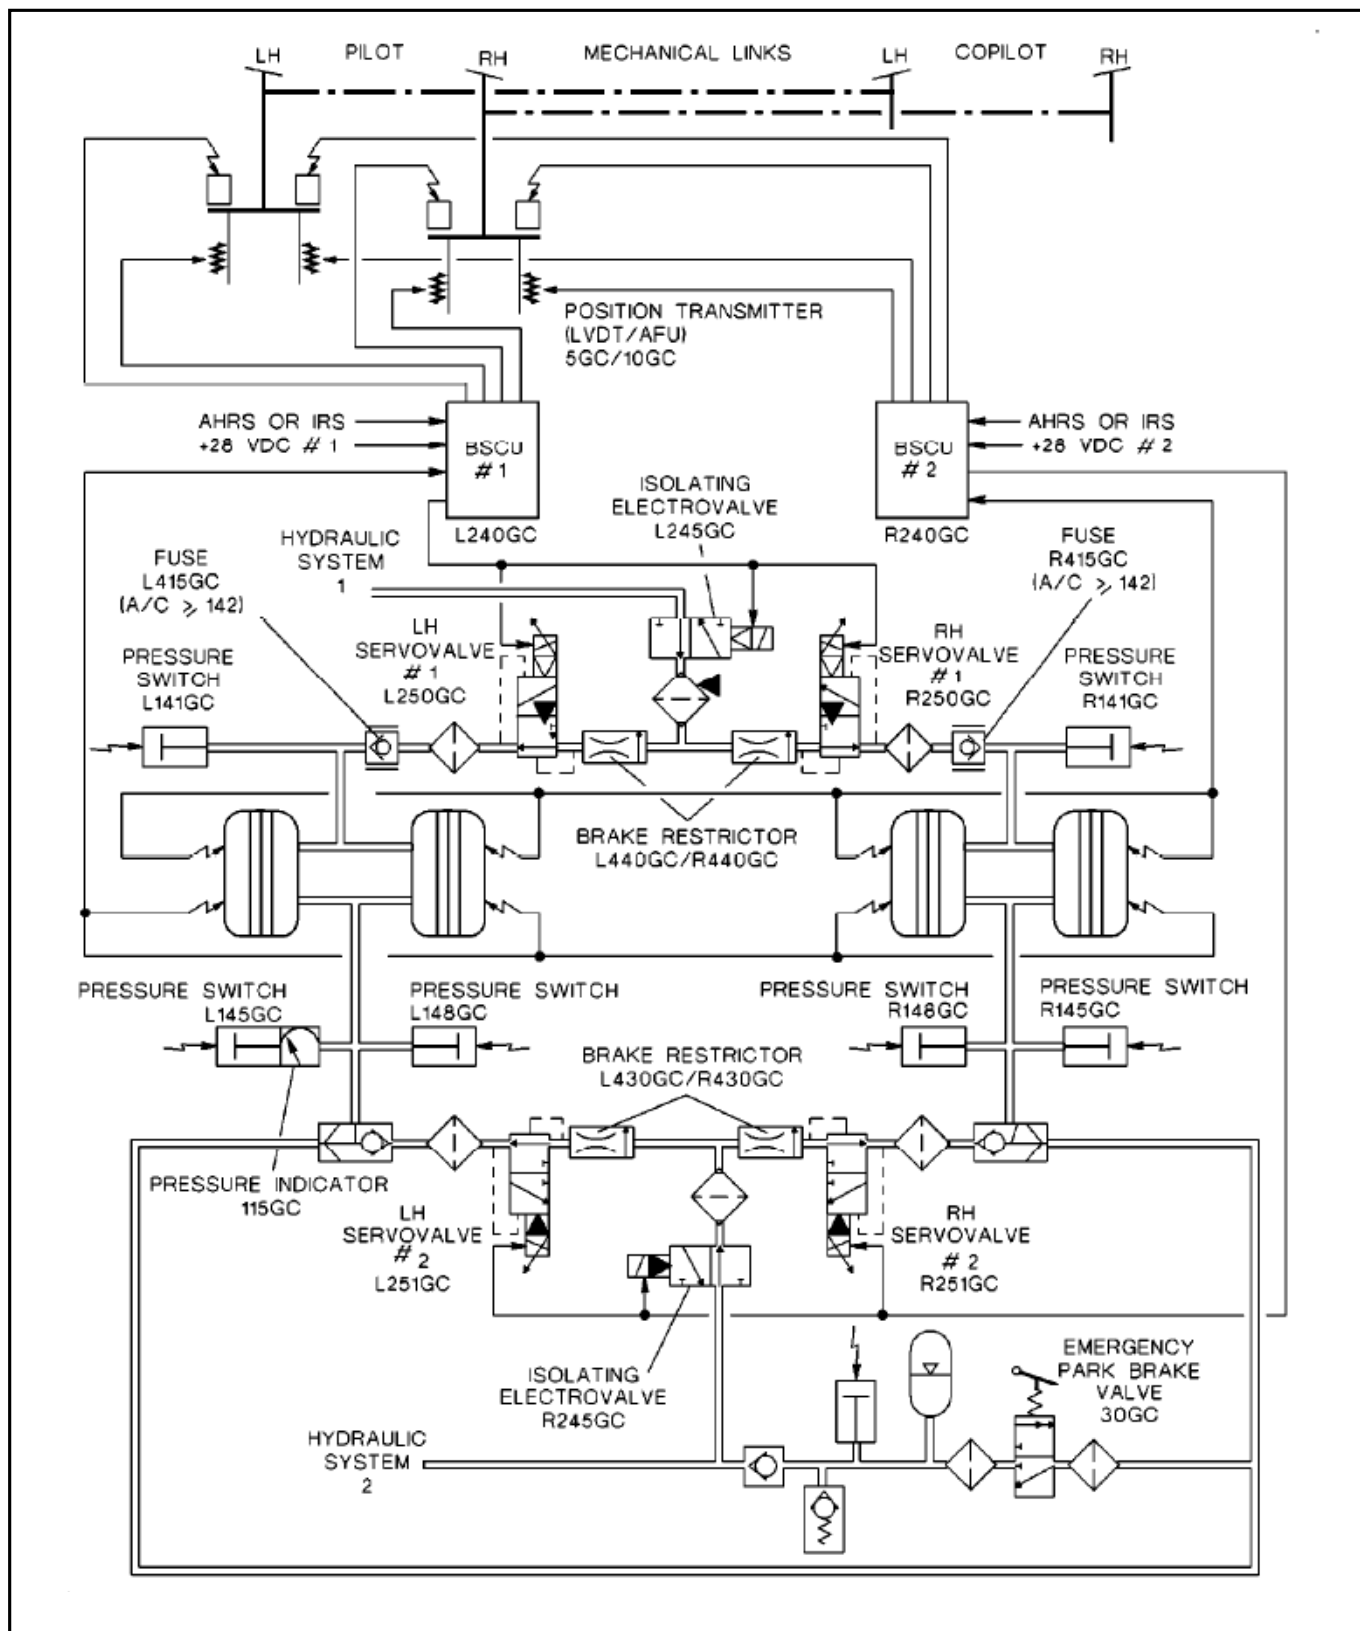 LH PILOT RH MECHANICAL LINKS LH COPILOT RH
POSITION TRANSMITTER
(LVDT/AFU)
5GC/10GC
AHRS OR IRS
+28 VDC # 1
BSCU
# 1
L240GC
BSCU
# 2
R240GC
AHRS OR IRS
+28 VDC # 2
ISOLATING
ELECTROVALVE
L245GC
HYDRAULIC
SYSTEM
1
FUSE
L415GC
(A/C ⩾ 142)
FUSE
R415GC
(A/C ⩾ 142)
PRESSURE
SWITCH
L141GC
LH
SERVOVALVE
# 1
L250GC
RH
SERVOVALVE
# 1
R250GC
PRESSURE
SWITCH
R141GC
BRAKE RESTRICTOR
L440GC/R440GC
PRESSURE SWITCH
L145GC
PRESSURE SWITCH
L148GC
PRESSURE SWITCH
R148GC
PRESSURE SWITCH
R145GC
BRAKE RESTRICTOR
L430GC/R430GC
PRESSURE INDICATOR
115GC
LH
SERVOVALVE
# 2
L251GC
RH
SERVOVALVE
# 2
R251GC
ISOLATING
ELECTROVALVE
R245GC
EMERGENCY
PARK BRAKE
VALVE
30GC
HYDRAULIC
SYSTEM
2